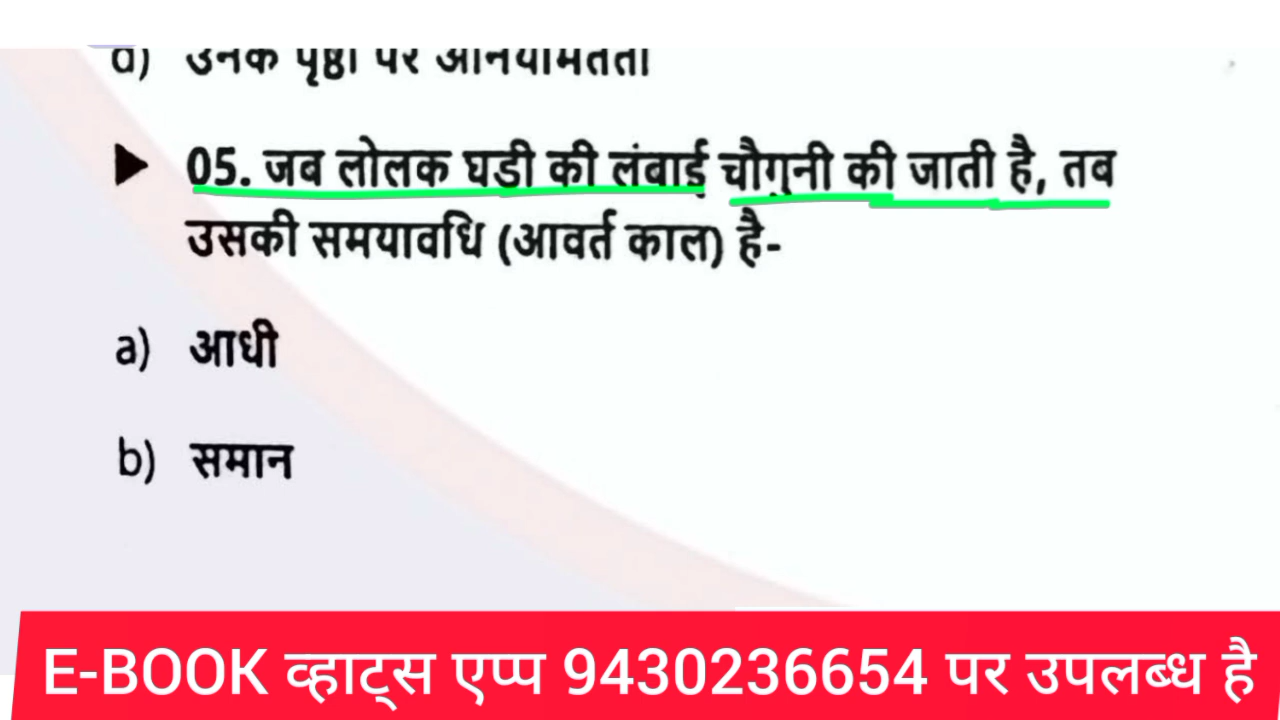 d) उनके पृष्ठों पर अनियमितता
05. जब लोलक घडी की लंबाई चौगुनी की जाती है, तब
उसकी समयावधि (आवर्त काल) है-
a) आधी
b) समान
E-BOOK व्हाट्स एप्प 9430236654 पर उपलब्ध है